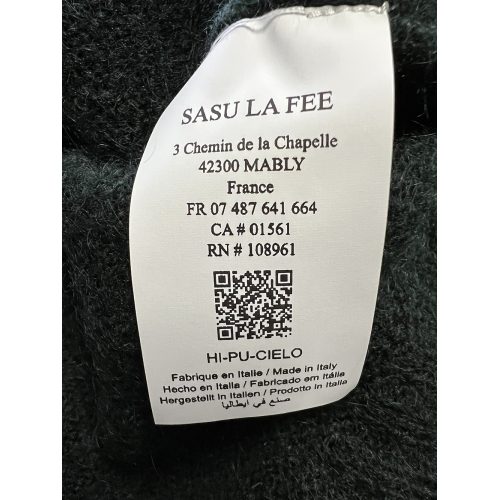 SASU LA FEE
3 Chemin de la Chapelle
42300 MABLY
France
FR 07 487 641 664
CA # 01561
RN # 108961
HI-PU-CIELO
Fabrique en Italie / Made in Italy
Hecho en Italia / Fabricado em Itália
Hergestellt in Italien / Prodotto in Italia
صنع في ايطاليا